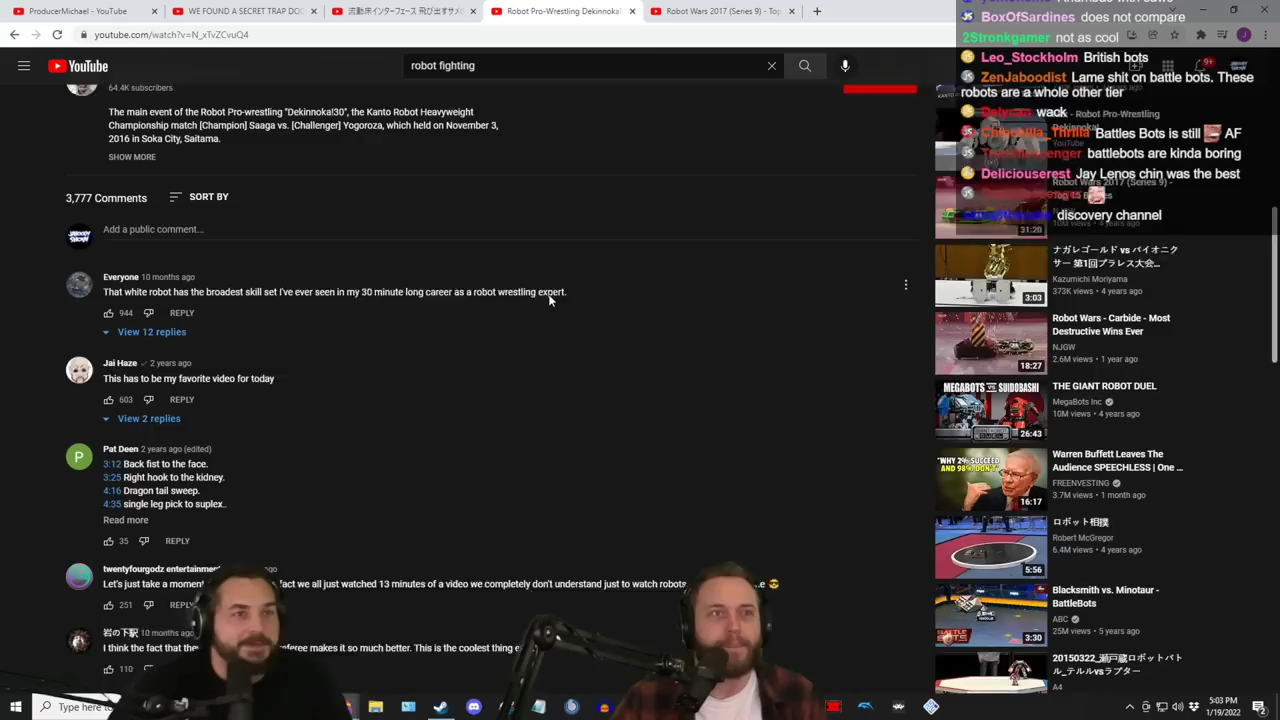 ProducerMichael - YouTube
WE FOUND A SECRET TRAP DO
Robot Pro-Wrestling Dekinnoka!
Robot Wars 2017 (Series
youtube.com/watch?v=N_xTvZCvuQ4
YouTube
robot fighting
9+
BoxOfSardines does not compare
2Stronkgamer not as cool
Leo_Stockholm British bots
ZenJaboodist Lame shit on battle bots. These
robots are a whole other tier
wack
Battles Bots is still AF
battlebots are kinda boring
Deliciouserest Jay Lenos chin was the best
discovery channel
64.4K subscribers
The main event of the Robot Pro-wrestling "Dekinnoka!30", the Kanto Robot Heavyweight
Championship match [Champion] Saaga vs. [Challenger] Yogoroza, which held on November 3,
2016 in Soka City, Saitama.
SHOW MORE
3,777 Comments
SORT BY
Add a public comment...
Everyone 10 months ago
That white robot has the broadest skill set I've ever seen in my 13 minute long career as a robot wrestling expert.
944
REPLY
View 12 replies
Jai Haze 2 years ago
This has to be my favorite video for today
603
REPLY
View 2 replies
P
Pat Deen 2 years ago (edited)
3:12 Back fist to the face.
3:25 Right hook to the kidney.
4:16 Dragon tail sweep.
4:35 single leg pick to suplex..
Read more
35
REPLY
twentyfourgodz entertainment
Let's just take a moment fact we all just watched 13 minutes of a video we completely don't understand just to watch robots
251
REPLY
岩の下駅 10 months ago
I think the fact that the referee makes it so much better. This is the coolest thing
110
Robot Wars 2017 (Series 9) -
31:20
ナガレゴールド vs バイオニク
サー 第1回プラレス大会...
Kazumichi Moriyama
373K views • 4 years ago
3:03
Robot Wars - Carbide - Most
Destructive Wins Ever
NJGW
2.6M views • 1 year ago
18:27
MEGABOTS VS SUIDOBASHI
THE GIANT ROBOT DUEL
MegaBots Inc
10M views • 4 years ago
26:43
"WHY 2% SUCCEED
AND 98% DON'T"
Warren Buffett Leaves The
Audience SPEECHLESS | One ...
FREENVESTING
3.7M views • 1 month ago
16:17
ロボット相撲
Robert McGregor
6.4M views • 4 years ago
5:56
Blacksmith vs. Minotaur -
BattleBots
ABC
25M views • 5 years ago
3:30
20150322_瀬戸蔵ロボットバト
ル_テルルvsラプター
A4
Type here to
5:03 PM
1/19/2022